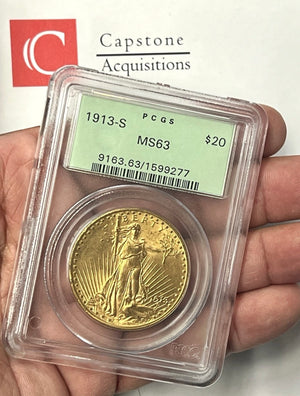 C
Capstone
Acquisitions
PCGS
1913-S $20
MS63
9163.63/1599277
LIBERTY